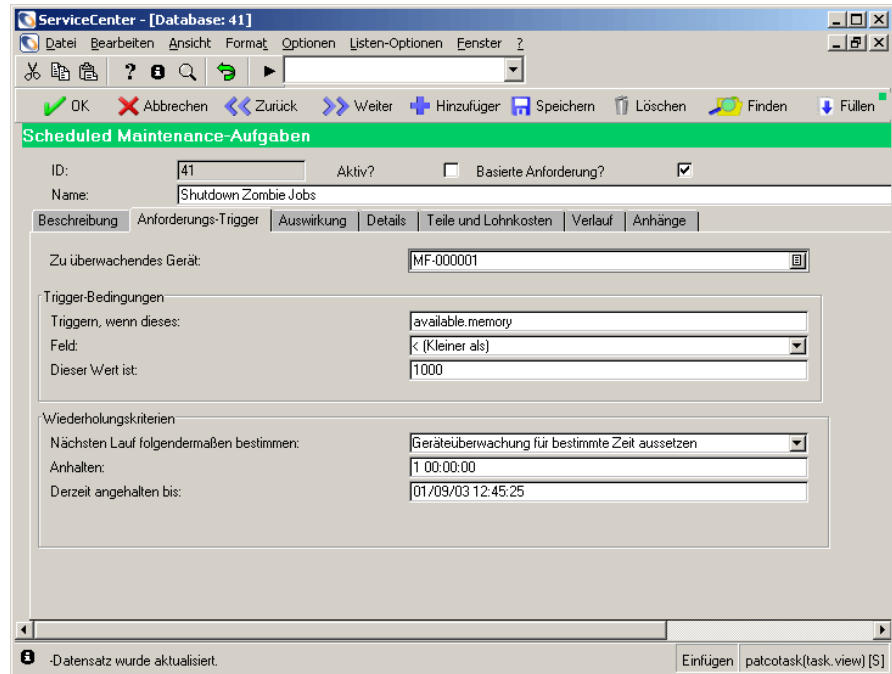 ServiceCenter - [Database: 41]
Datei Bearbeiten Ansicht Format Optionen Listen-Optionen Fenster ?
OK Abbrechen Zurück Weiter Hinzufüger Speichern Löschen Finden Füllen
Scheduled Maintenance-Aufgaben
ID: 41 Aktiv? Basierte Anforderung?
Name: Shutdown Zombie Jobs
Beschreibung Anforderungs-Trigger Auswirkung Details Teile und Lohnkosten Verlauf Anhänge
Zu überwachendes Gerät: MF-000001
Trigger-Bedingungen
Triggern, wenn dieses: available.memory
Feld: < (Kleiner als)
Dieser Wert ist: 1000
Wiederholungskriterien
Nächsten Lauf folgendermaßen bestimmen: Geräteüberwachung für bestimmte Zeit aussetzen
Anhalten: 1 00:00:00
Derzeit angehalten bis: 01/09/03 12:45:25
-Datensatz wurde aktualisiert. Einfügen patcotask(task.view) [S]